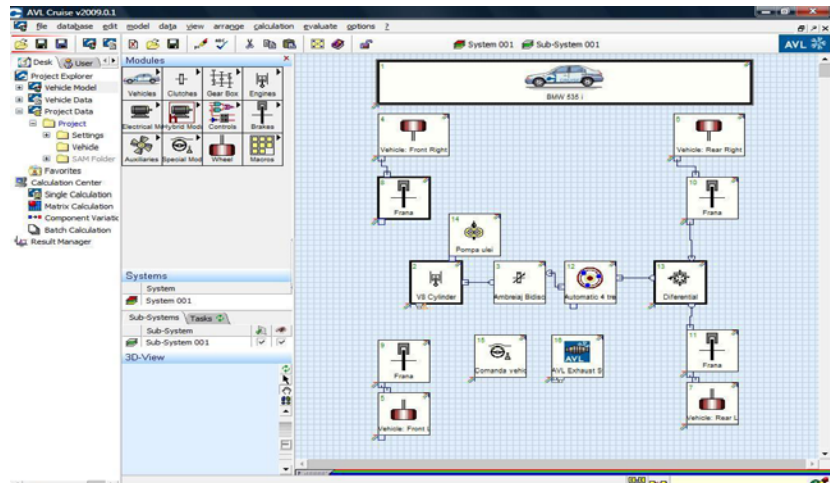 AVL Cruise v2009.0.1
file database edit model data view arrange calculation evaluate options ?
System 001 Sub-System 001
AVL
Desk User
Project Explorer
Vehicle Model
Vehicle Data
Project Data
Project
Settings
Vehicle
SAM Folder
Favorites
Calculation Center
Single Calculation
Matrix Calculation
Component Variatic
Batch Calculation
Result Manager
Modules
Vehicles Clutches Gear Box Engines
Electrical M Hybrid Mod Controls Brakes
Auxiliaries Special Mod Wheel Macros
Systems
System
System 001
Sub-Systems Tasks
Sub-System
Sub-System 001
3D-View
1
BMW 535 i
4
Vehicle: Front Right
Vehicle: Rear Right
Frana
10
Frana
14
Pompa ulei
2
V8 Cylinder
3
Ambreiaj Bidisc
12
Automatic 4 tre
13
Diferential
Frana
Comanda vehic
AVL
AVL Exhaust S
11
Frana
Vehicle: Front L
7
Vehicle: Rear L